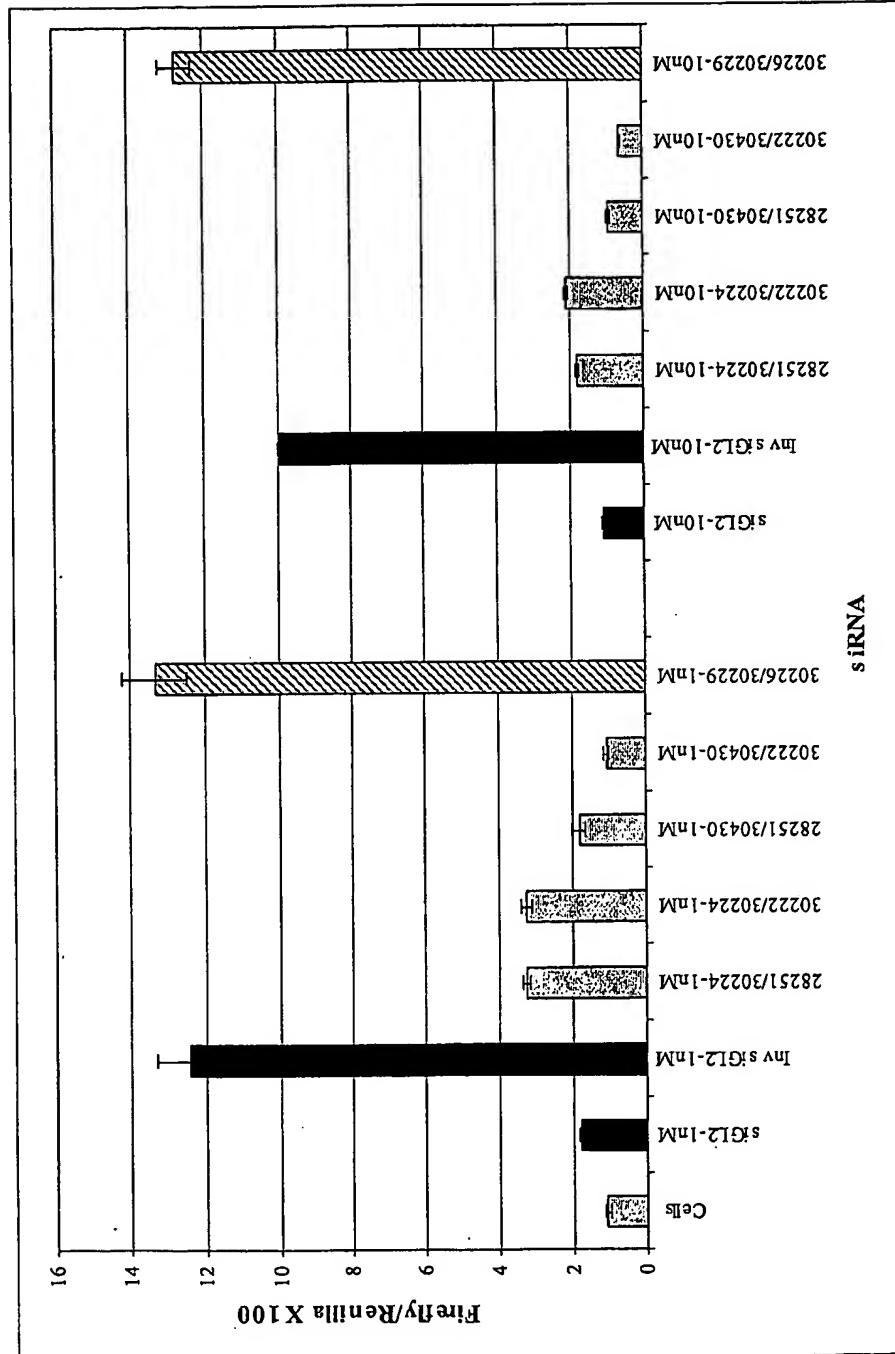 Firefly/Renilla X 100
16
14
12
10
8
6
4
2
0
Cells
siGL2-1nM
Inv siGL2-1nM
28251/30224-1nM
30222/30224-1nM
28251/30430-1nM
30222/30430-1nM
30226/30229-1nM
siGL2-10nM
Inv siGL2-10nM
28251/30224-10nM
30222/30224-10nM
28251/30430-10nM
30222/30430-10nM
30226/30229-10nM
siRNA